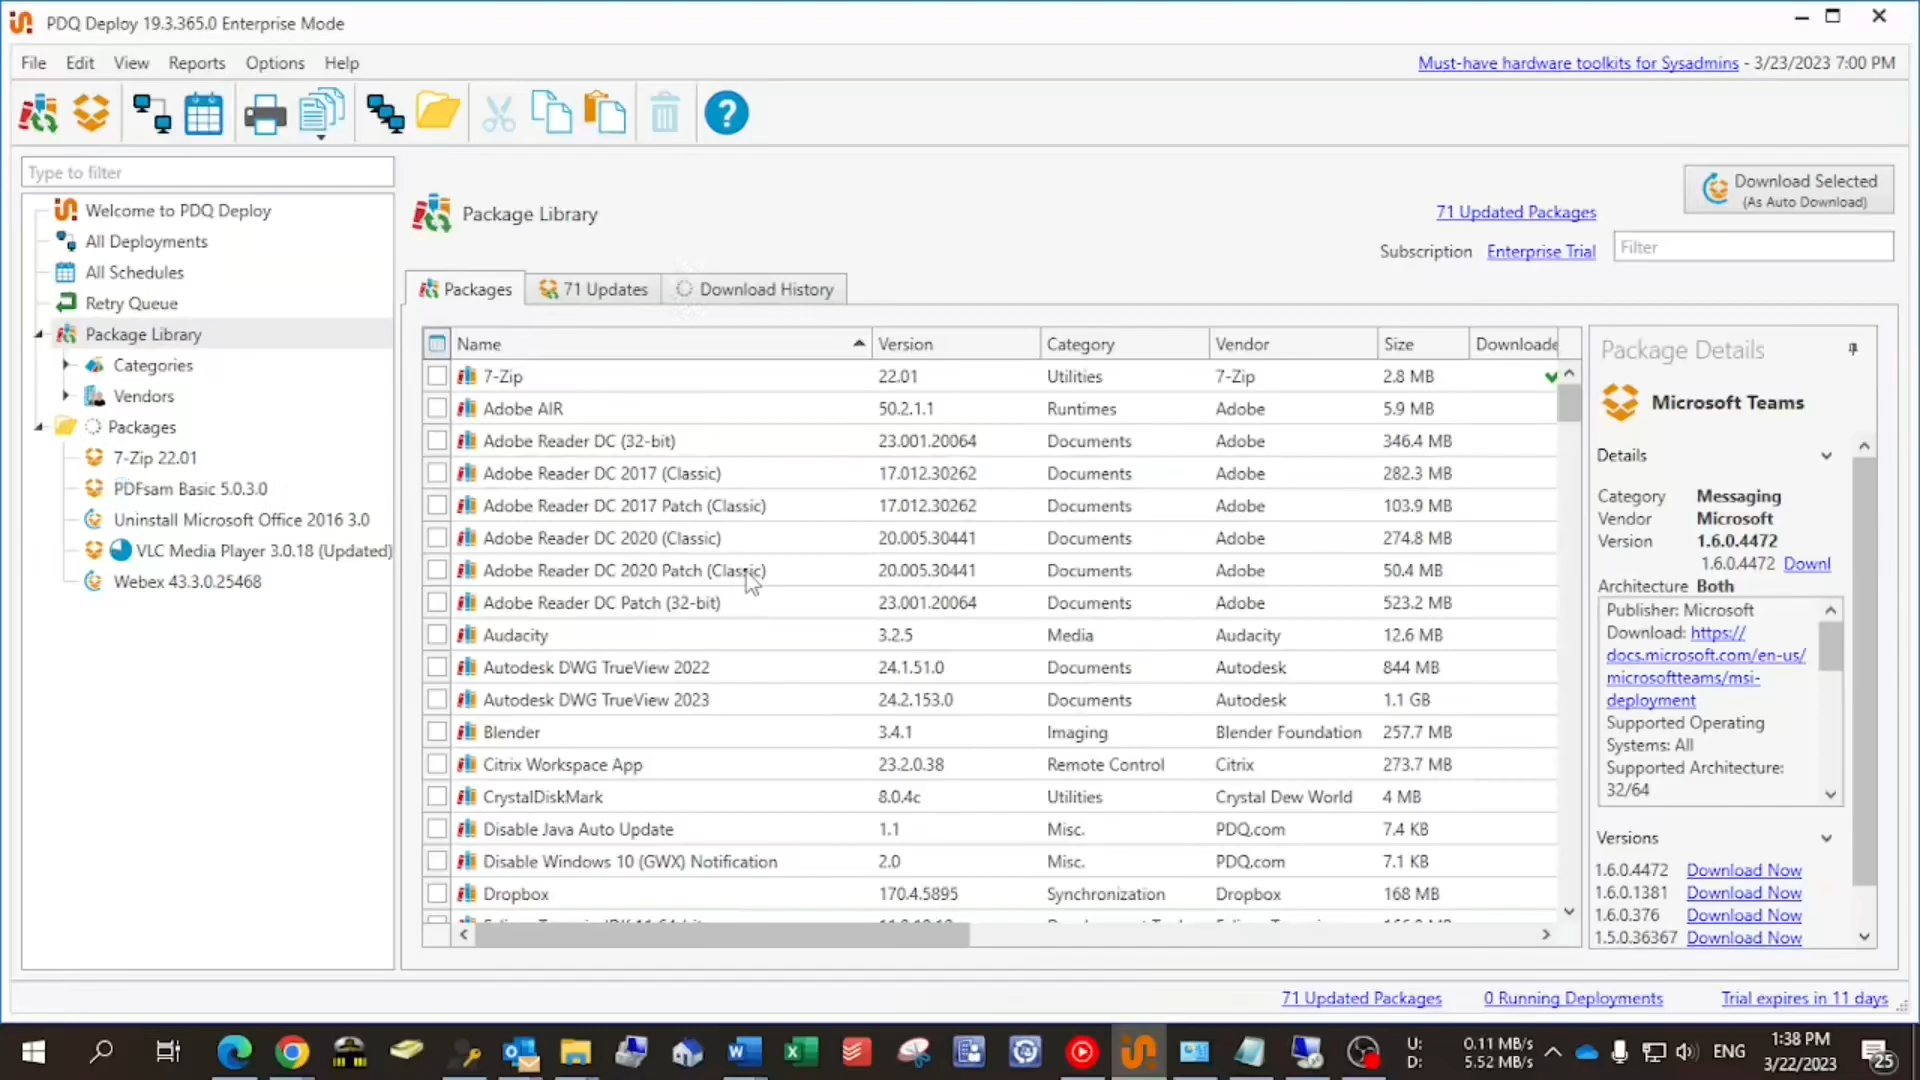 PDQ Deploy 19.3.365.0 Enterprise Mode
File Edit View Reports Options Help
Must-have hardware toolkits for Sysadmins - 3/23/2023 7:00 PM
Type to filter
Welcome to PDQ Deploy
All Deployments
All Schedules
Retry Queue
Package Library
Categories
Vendors
Packages
7-Zip 22.01
PDFsam Basic 5.0.3.0
Uninstall Microsoft Office 2016 3.0
VLC Media Player 3.0.18 (Updated)
Webex 43.3.0.25468
Package Library
71 Updated Packages
Download Selected
(As Auto Download)
Subscription Enterprise Trial
Filter
Packages 71 Updates Download History
Name Version Category Vendor Size Downloade
7-Zip 22.01 Utilities 7-Zip 2.8 MB
Adobe AIR 50.2.1.1 Runtimes Adobe 5.9 MB
Adobe Reader DC (32-bit) 23.001.20064 Documents Adobe 346.4 MB
Adobe Reader DC 2017 (Classic) 17.012.30262 Documents Adobe 282.3 MB
Adobe Reader DC 2017 Patch (Classic) 17.012.30262 Documents Adobe 103.9 MB
Adobe Reader DC 2020 (Classic) 20.005.30441 Documents Adobe 274.8 MB
Adobe Reader DC 2020 Patch (Classic) 20.005.30441 Documents Adobe 50.4 MB
Adobe Reader DC Patch (32-bit) 23.001.20064 Documents Adobe 523.2 MB
Audacity 3.2.5 Media Audacity 12.6 MB
Autodesk DWG TrueView 2022 24.1.51.0 Documents Autodesk 844 MB
Autodesk DWG TrueView 2023 24.2.153.0 Documents Autodesk 1.1 GB
Blender 3.4.1 Imaging Blender Foundation 257.7 MB
Citrix Workspace App 23.2.0.38 Remote Control Citrix 273.7 MB
CrystalDiskMark 8.0.4c Utilities Crystal Dew World 4 MB
Disable Java Auto Update 1.1 Misc. PDQ.com 7.4 KB
Disable Windows 10 (GWX) Notification 2.0 Misc. PDQ.com 7.1 KB
Dropbox 170.4.5895 Synchronization Dropbox 168 MB
Package Details
Microsoft Teams
Details
Category Messaging
Vendor Microsoft
Version 1.6.0.4472
1.6.0.4472 Downl
Architecture Both
Publisher: Microsoft
Download: https://
docs.microsoft.com/en-us/
microsoftteams/msi-
deployment
Supported Operating
Systems: All
Supported Architecture:
32/64
Versions
1.6.0.4472 Download Now
1.6.0.1381 Download Now
1.6.0.376 Download Now
1.5.0.36367 Download Now
71 Updated Packages 0 Running Deployments Trial expires in 11 days
U: 0.11 MB/s
D: 5.52 MB/s
ENG
1:38 PM
3/22/2023
25